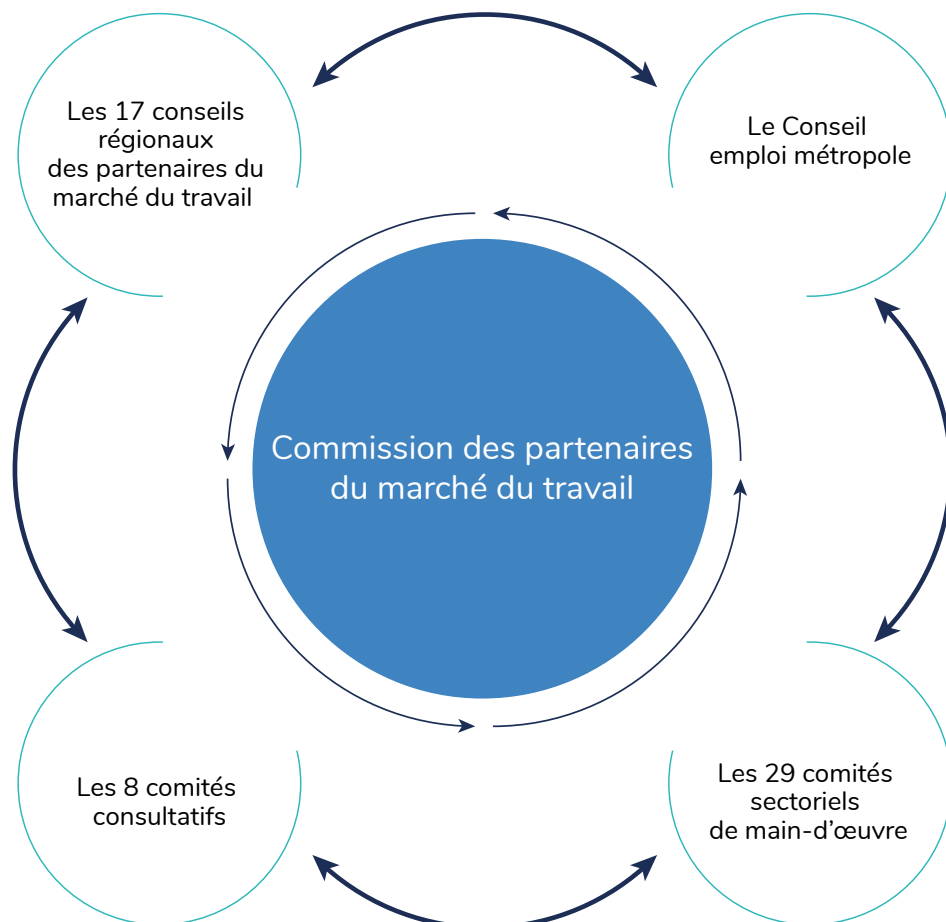 Les 17 conseils
régionaux
des partenaires du
marché du travail
Le Conseil
emploi métropole
Commission des partenaires
du marché du travail
Les 8 comités
consultatifs
Les 29 comités
sectoriels
de main-d’œuvre